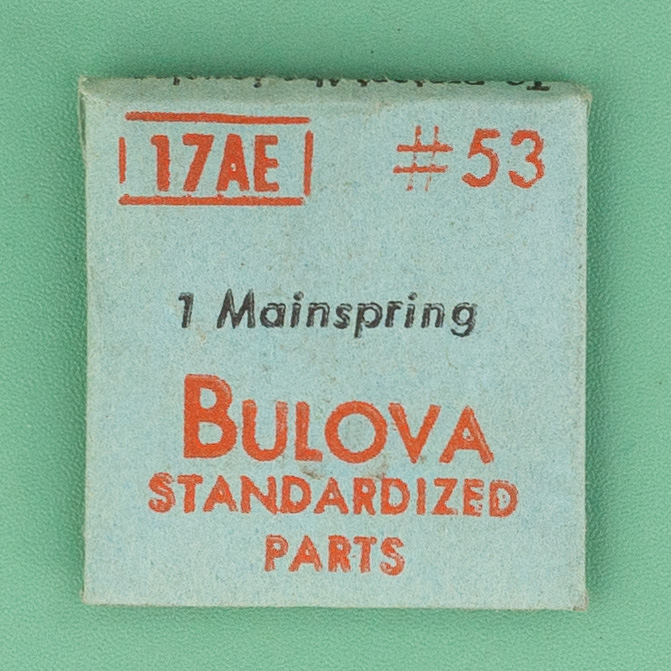 17AE #53
1 Mainspring
BULOVA
STANDARDIZED
PARTS